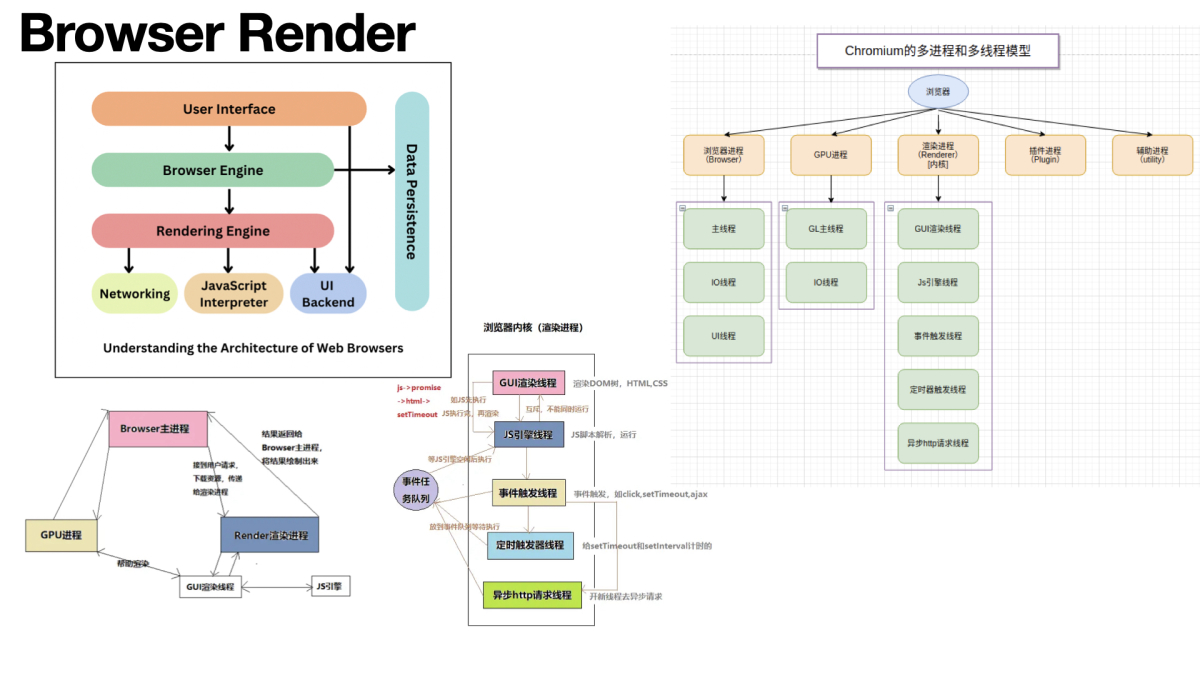 Browser Render
User Interface
Browser Engine
Rendering Engine
Networking
JavaScript
Interpreter
UI
Backend
Data Persistence
Understanding the Architecture of Web Browsers
Chromium的多进程和多线程模型
浏览器
浏览器进程
（Browser）
GPU进程
渲染进程
（Renderer）
[内核]
插件进程
（Plugin）
辅助进程
（utility）
主线程
IO线程
UI线程
GL主线程
IO线程
GUI渲染线程
Js引擎线程
事件触发线程
定时器触发线程
异步http请求线程
Browser主进程
结果返回给
Browser主进程，
将结果绘制出来
接到用户请求，
下载资源，传递
给渲染进程
GPU进程
Render渲染进程
帮助渲染
GUI渲染线程
JS引擎
浏览器内核（渲染进程）
js->promise
->html->
setTimeout
GUI渲染线程
渲染DOM树，HTML,CSS
如JS先执行
JS执行完，再渲染
互斥，不能同时运行
JS引擎线程
JS脚本解析，运行
等JS引擎空闲后执行
事件任
务队列
事件触发线程
事件触发，如click,setTimeout,ajax
放到事件队列等待执行
定时触发器线程
给setTimeout和setInterval计时的
异步http请求线程
开新线程去异步请求